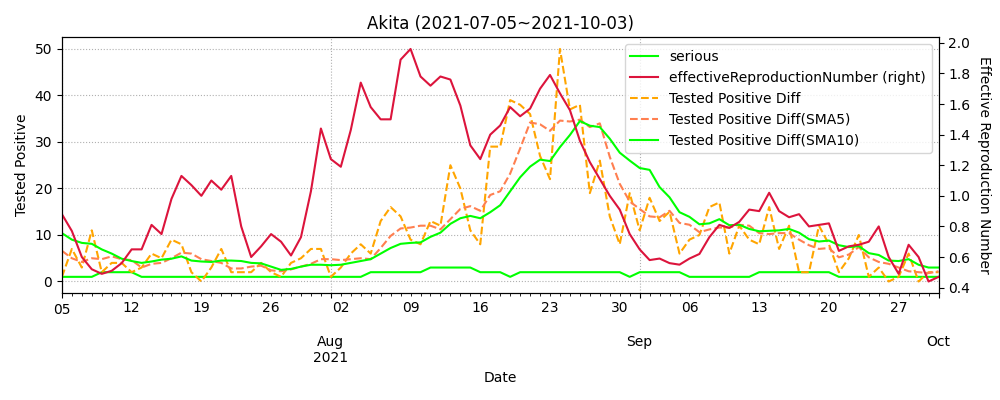 Akita (2021-07-05~2021-10-03)
serious
effectiveReproductionNumber (right)
Tested Positive Diff
Tested Positive Diff(SMA5)
Tested Positive Diff(SMA10)
Tested Positive
50
40
30
20
10
0
2.0
1.8
1.6
1.4
1.2
1.0
0.8
0.6
0.4
Effective Reproduction Number
05 12 19 26 02 09 16 23 30 06 13 20 27
Aug Sep Oct
2021
Date